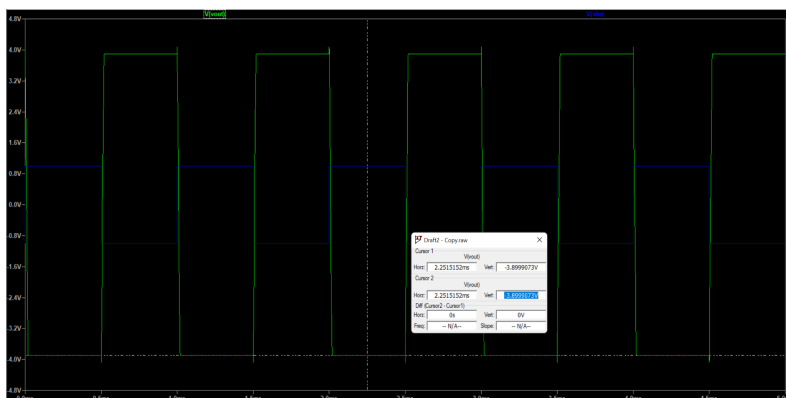 V(vout)
4.8V
4.0V
3.2V
2.4V
1.6V
0.8V
0.0V
-0.8V
-1.6V
-2.4V
-3.2V
-4.0V
-4.8V
Draft2 - Copy.raw
Cursor 1
V(vout)
Horz: 2.2515152ms Vert: -3.8999073V
Cursor 2
V(vout)
Horz: 2.2515152ms Vert: -3.8999073V
Diff (Cursor2 - Cursor1)
Horz: 0s Vert: 0V
Freq: -- N/A-- Slope: -- N/A--